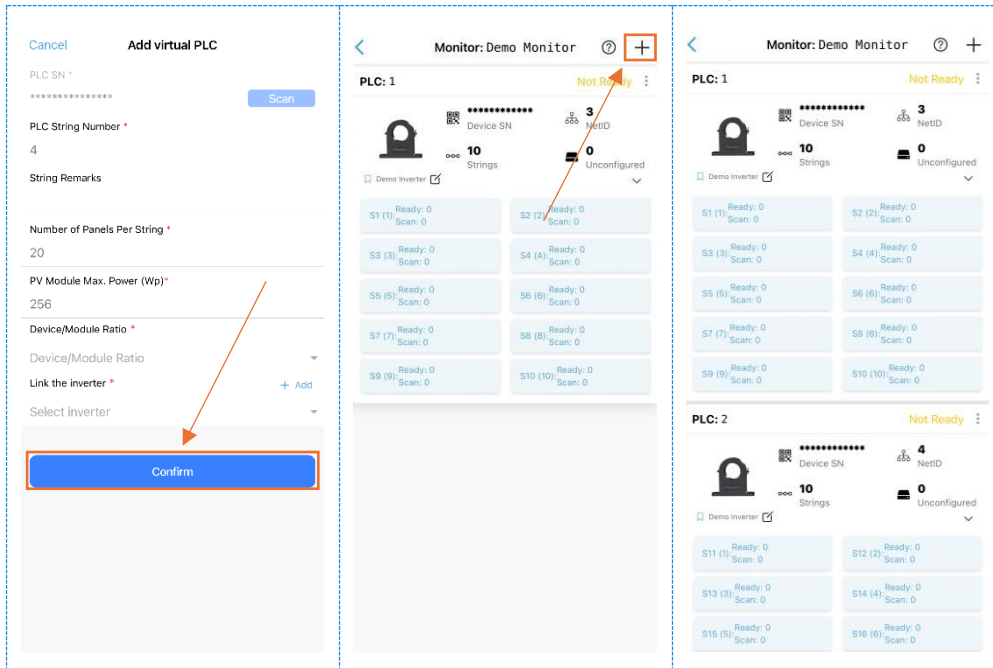 Cancel Add virtual PLC
PLC SN *
*************** Scan
PLC String Number *
4
String Remarks
Number of Panels Per String *
20
PV Module Max. Power (Wp)*
256
Device/Module Ratio *
Device/Module Ratio
Link the inverter * + Add
Select inverter
Confirm
Monitor: Demo Monitor
PLC: 1 Not Ready
************ 3
Device SN NetID
10 0
Strings Unconfigured
Demo Inverter
S1 (1): Ready: 0 Scan: 0 S2 (2): Ready: 0 Scan: 0
S3 (3): Ready: 0 Scan: 0 S4 (4): Ready: 0 Scan: 0
S5 (5): Ready: 0 Scan: 0 S6 (6): Ready: 0 Scan: 0
S7 (7): Ready: 0 Scan: 0 S8 (8): Ready: 0 Scan: 0
S9 (9): Ready: 0 Scan: 0 S10 (10): Ready: 0 Scan: 0
Monitor: Demo Monitor
PLC: 1 Not Ready
************ 3
Device SN NetID
10 0
Strings Unconfigured
Demo Inverter
S1 (1): Ready: 0 Scan: 0 S2 (2): Ready: 0 Scan: 0
S3 (3): Ready: 0 Scan: 0 S4 (4): Ready: 0 Scan: 0
S5 (5): Ready: 0 Scan: 0 S6 (6): Ready: 0 Scan: 0
S7 (7): Ready: 0 Scan: 0 S8 (8): Ready: 0 Scan: 0
S9 (9): Ready: 0 Scan: 0 S10 (10): Ready: 0 Scan: 0
PLC: 2 Not Ready
************ 4
Device SN NetID
10 0
Strings Unconfigured
Demo Inverter
S11 (1): Ready: 0 Scan: 0 S12 (2): Ready: 0 Scan: 0
S13 (3): Ready: 0 Scan: 0 S14 (4): Ready: 0 Scan: 0
S15 (5): Ready: 0 Scan: 0 S16 (6): Ready: 0 Scan: 0